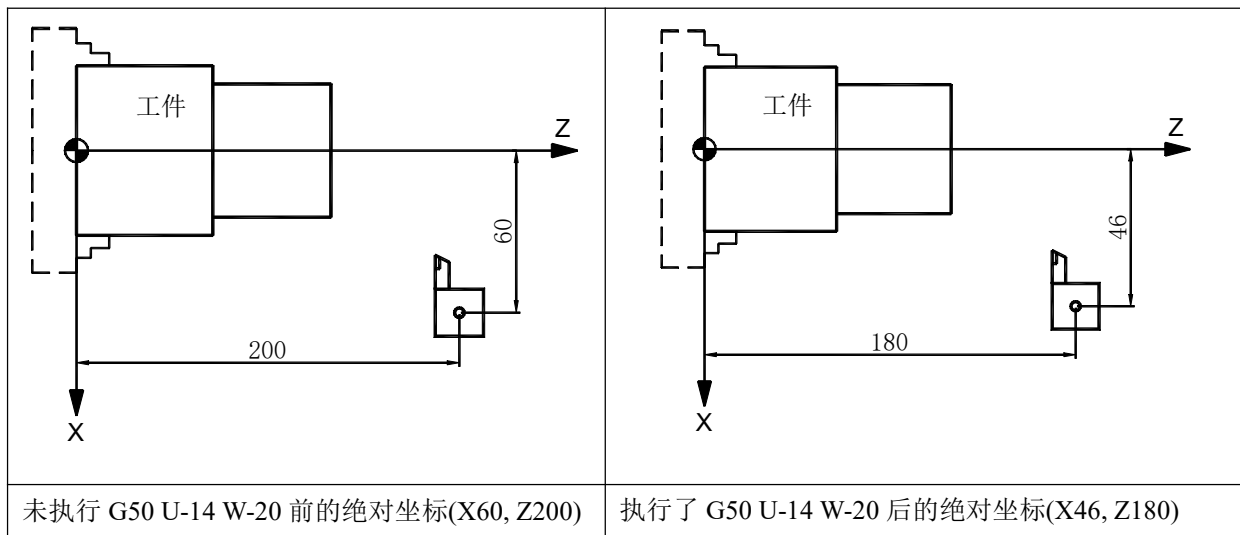 工件
Z
60
200
X
工件
Z
46
180
X
未执行 G50 U-14 W-20 前的绝对坐标(X60, Z200)
执行了 G50 U-14 W-20 后的绝对坐标(X46, Z180)